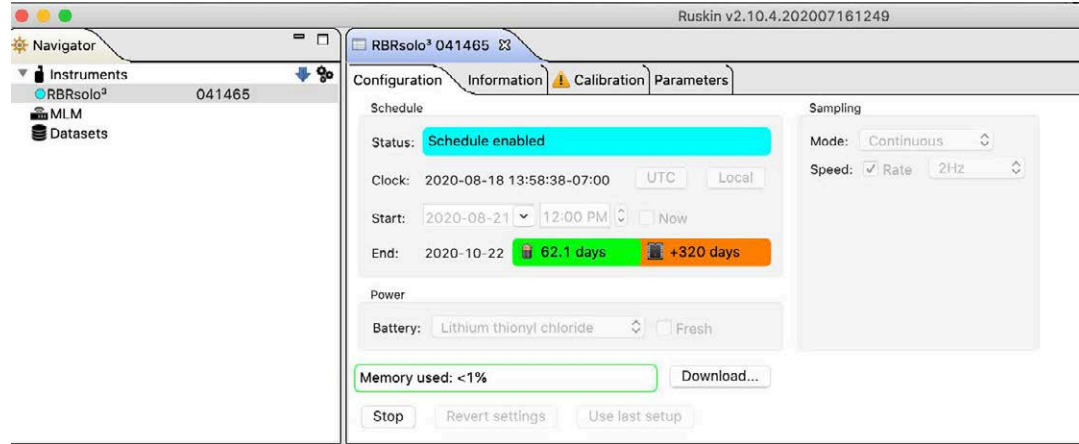 Ruskin v2.10.4.202007161249
Navigator
Instruments
RBRsolo³ 041465
MLM
Datasets
RBRsolo³ 041465
Configuration Information Calibration Parameters
Schedule
Status: Schedule enabled
Clock: 2020-08-18 13:58:38-07:00 UTC Local
Start: 2020-08-21 12:00 PM Now
End: 2020-10-22 62.1 days +320 days
Power
Battery: Lithium thionyl chloride Fresh
Memory used: <1% Download...
Stop Revert settings Use last setup
Sampling
Mode: Continuous
Speed: Rate 2Hz